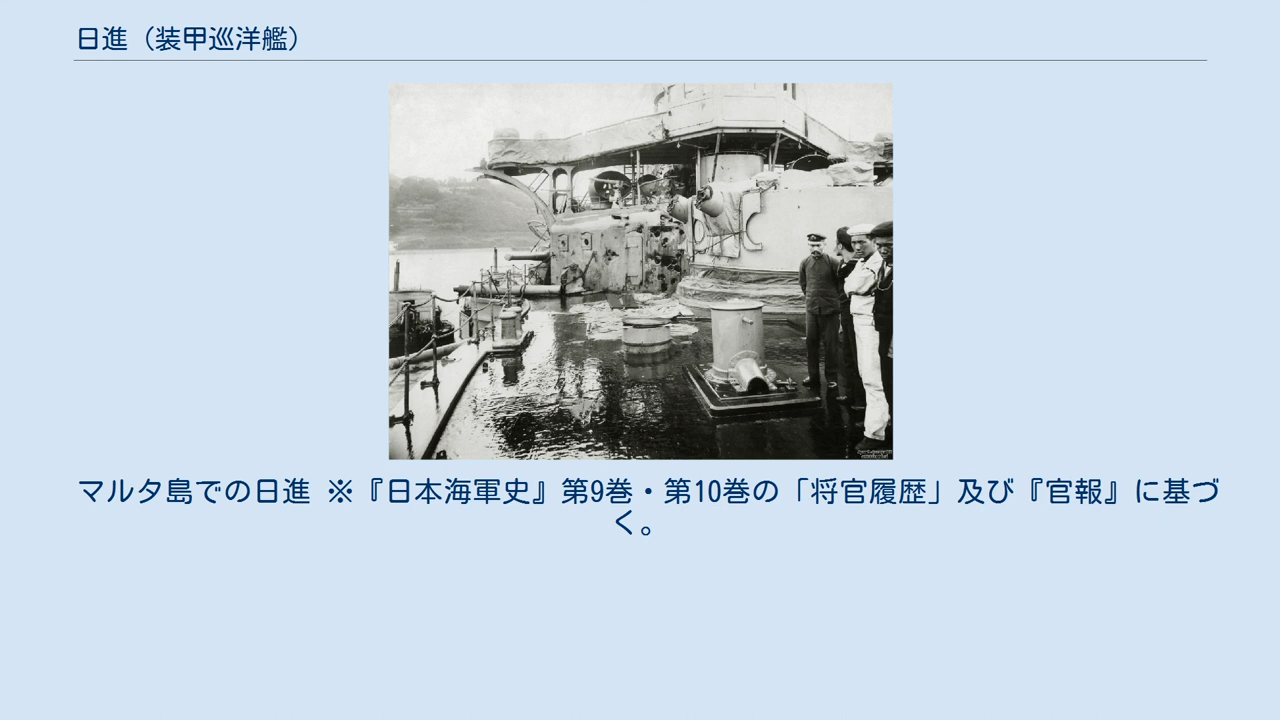 日進（装甲巡洋艦）
マルタ島での日進 ※『日本海軍史』第9巻・第10巻の「将官履歴」及び『官報』に基づ
く。